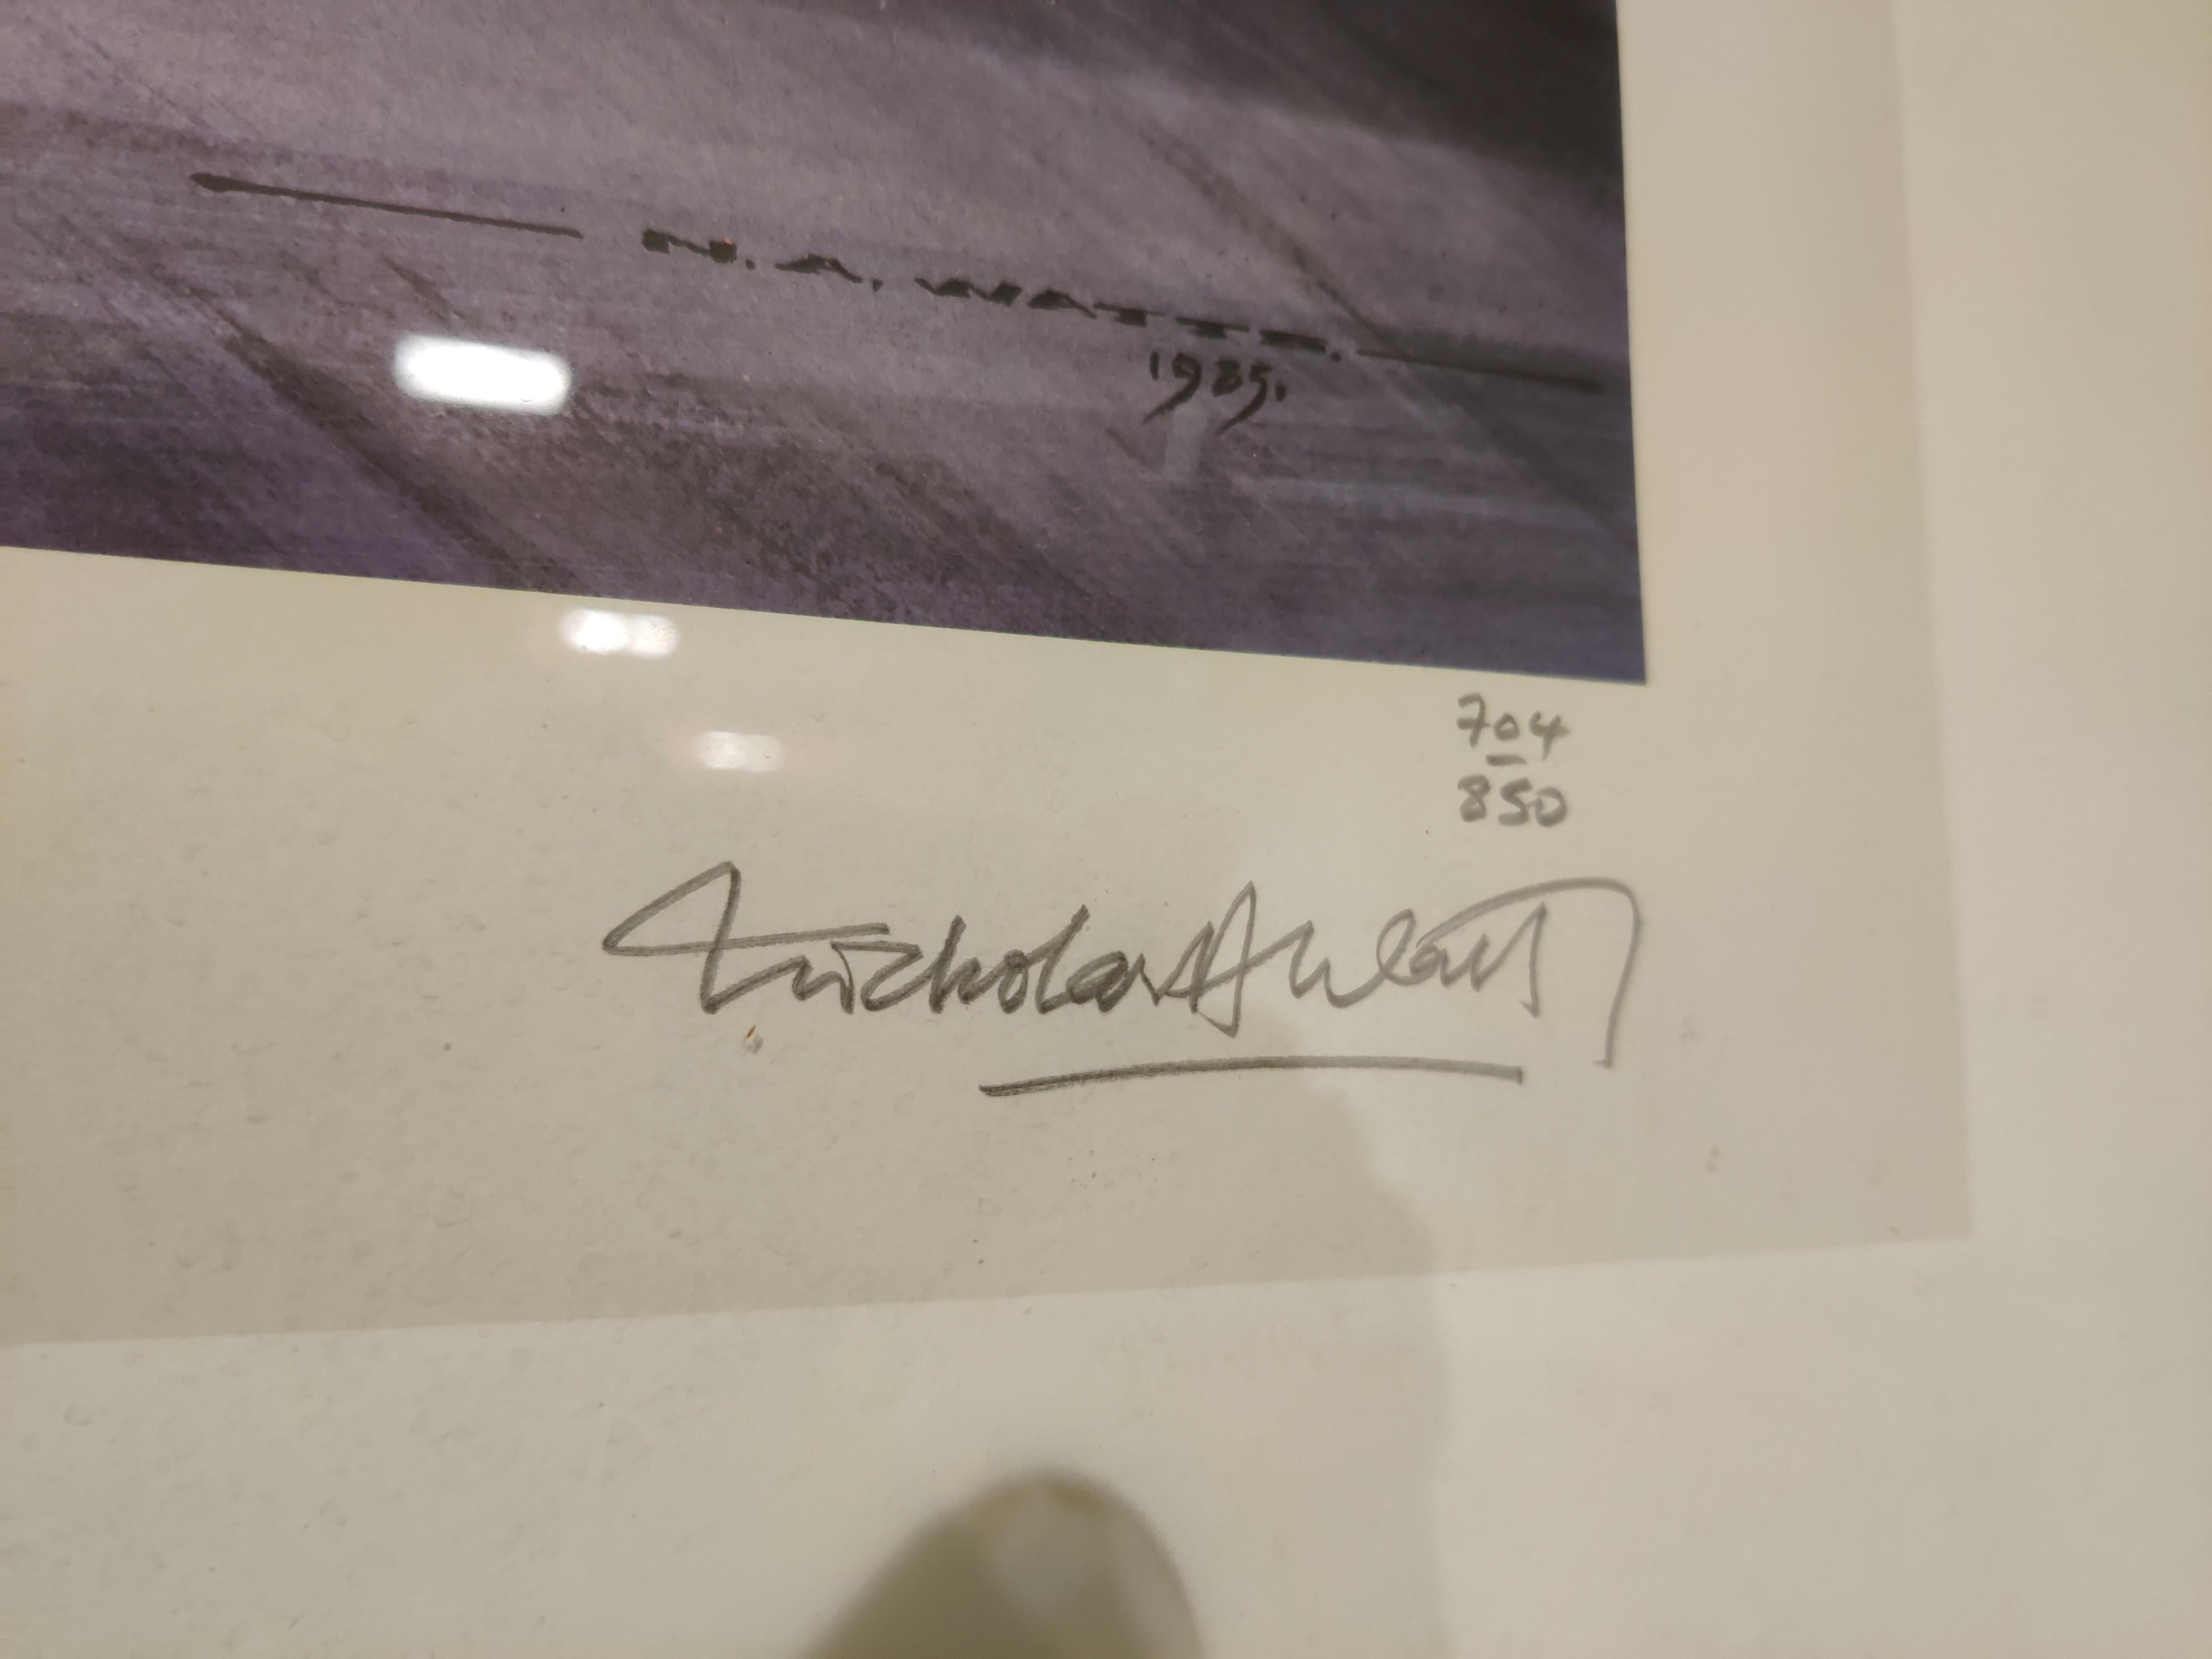 N. A. WATTS.
1985.
704
850
Nicholas A Watts